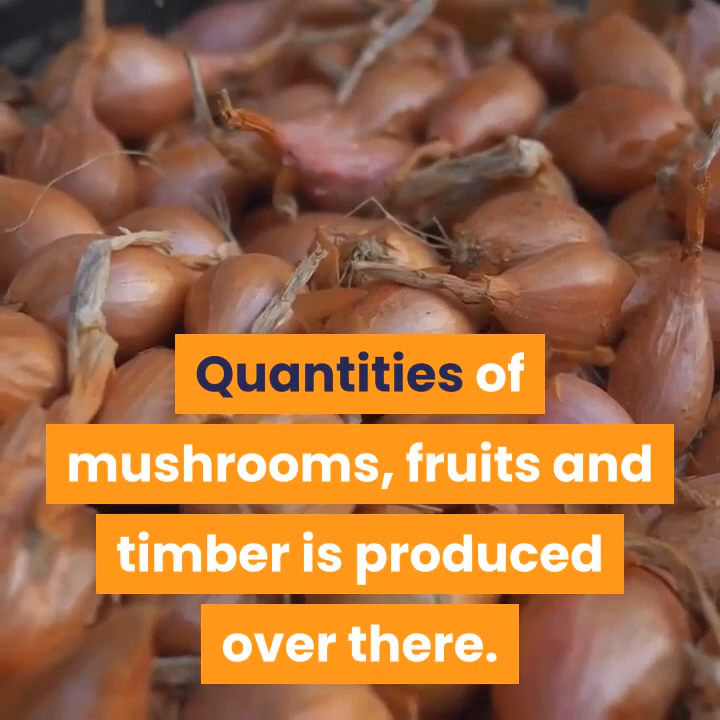 Quantities of
mushrooms, fruits and
timber is produced
over there.